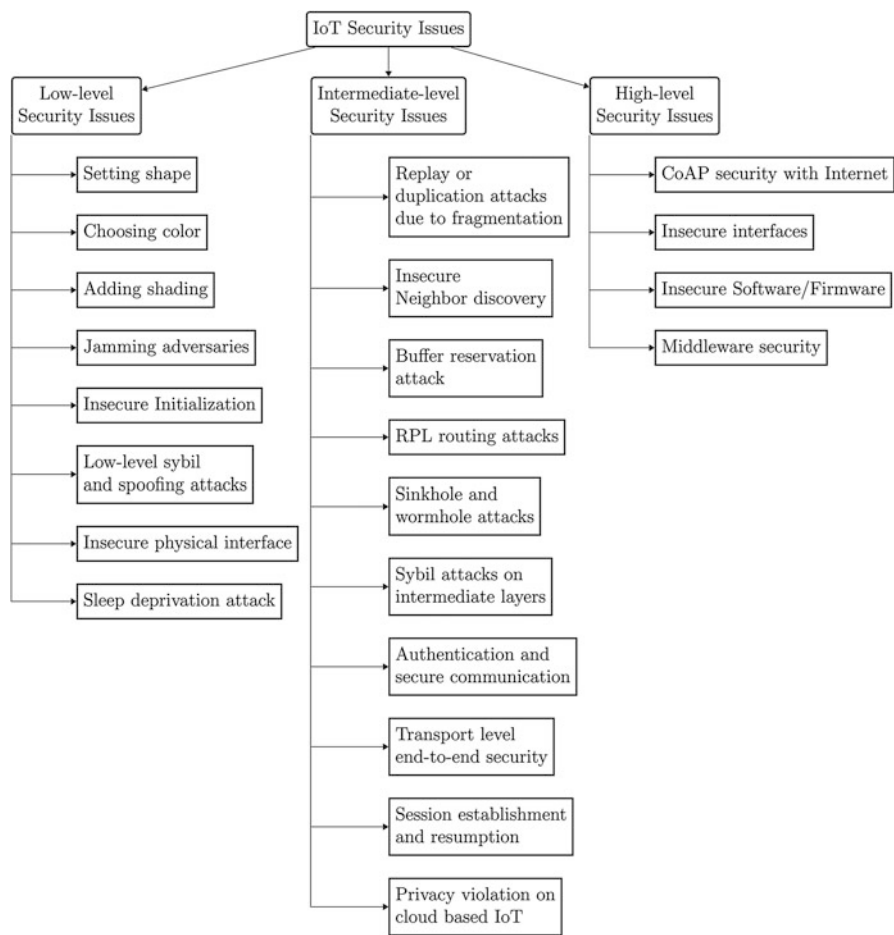 IoT Security Issues
Low-level
Security Issues
Setting shape
Choosing color
Adding shading
Jamming adversaries
Insecure Initialization
Low-level sybil
and spoofing attacks
Insecure physical interface
Sleep deprivation attack
Intermediate-level
Security Issues
Replay or
duplication attacks
due to fragmentation
Insecure
Neighbor discovery
Buffer reservation
attack
RPL routing attacks
Sinkhole and
wormhole attacks
Sybil attacks on
intermediate layers
Authentication and
secure communication
Transport level
end-to-end security
Session establishment
and resumption
Privacy violation on
cloud based IoT
High-level
Security Issues
CoAP security with Internet
Insecure interfaces
Insecure Software/Firmware
Middleware security